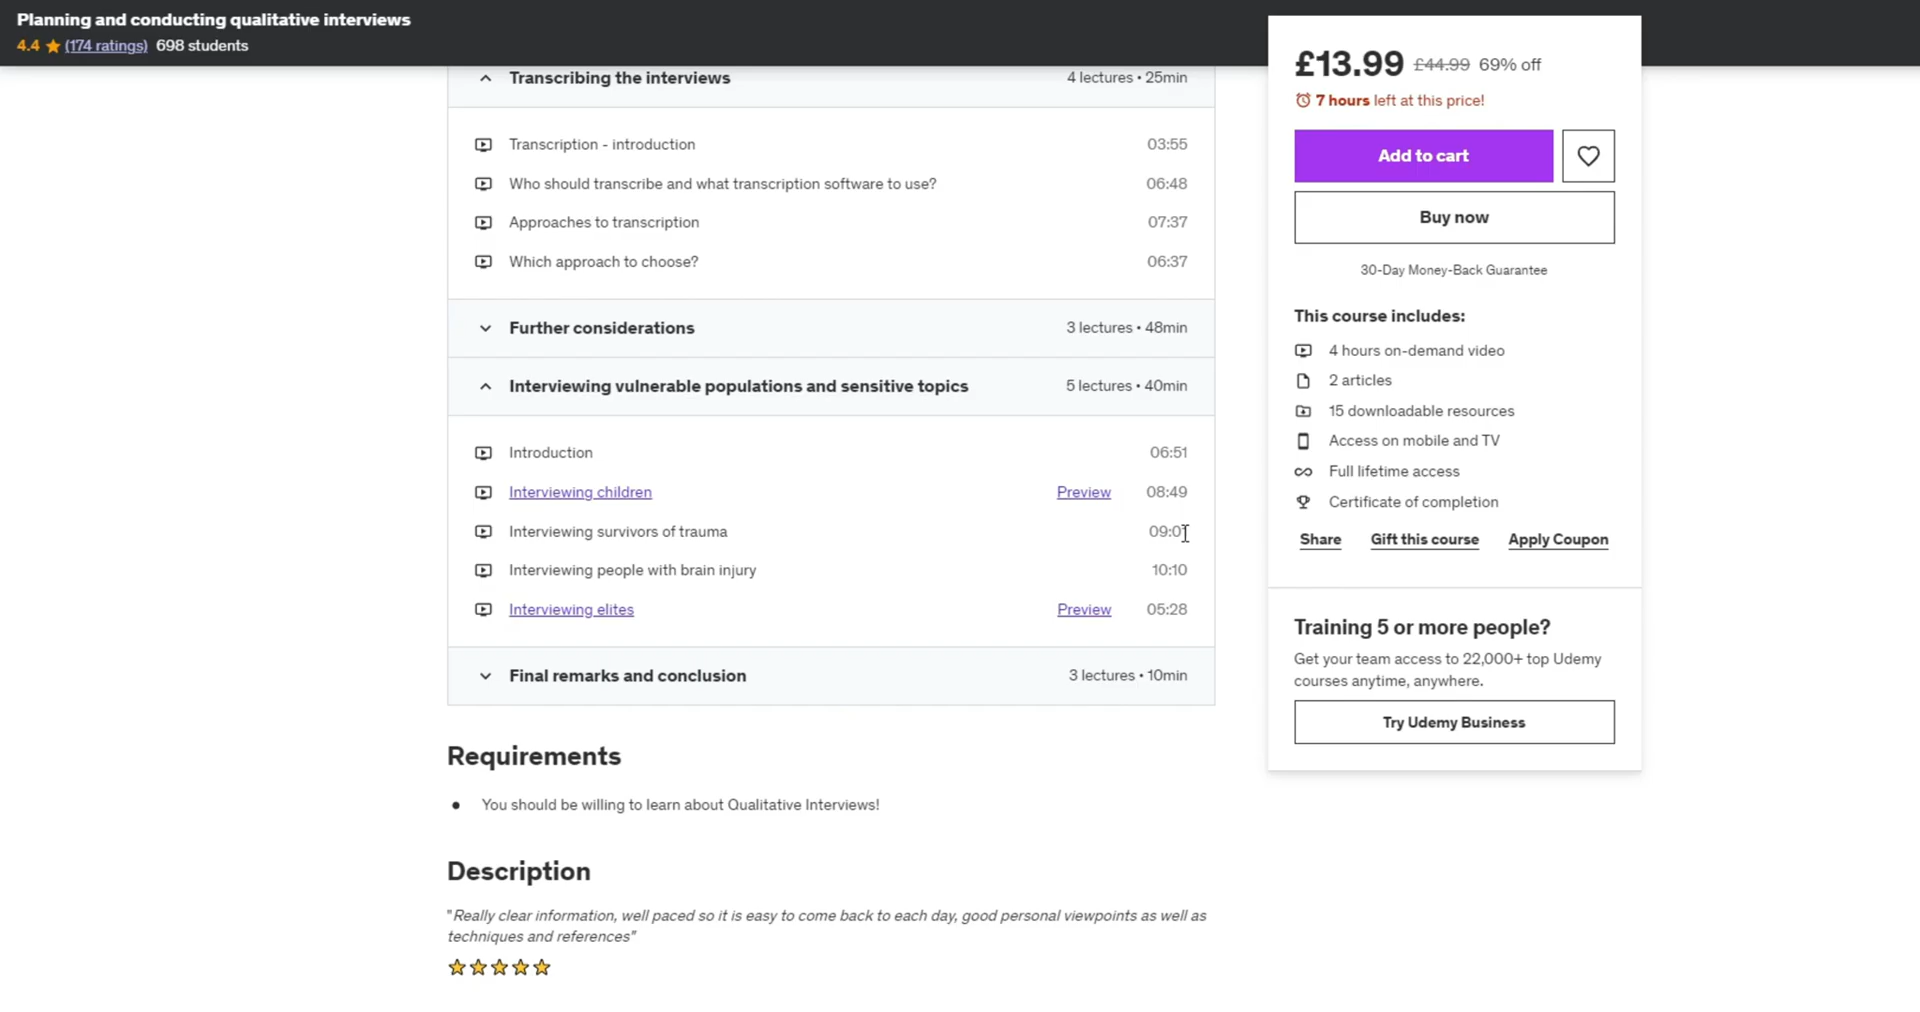 Planning and conducting qualitative interviews
4.4 (174 ratings) 698 students
Transcribing the interviews 4 lectures • 25min
Transcription - introduction 03:55
Who should transcribe and what transcription software to use? 06:48
Approaches to transcription 07:37
Which approach to choose? 06:37
Further considerations 3 lectures • 48min
Interviewing vulnerable populations and sensitive topics 5 lectures • 40min
Introduction 06:51
Interviewing children Preview 08:49
Interviewing survivors of trauma
Interviewing people with brain injury 10:10
Interviewing elites Preview 05:28
Final remarks and conclusion 3 lectures • 10min
Requirements
• You should be willing to learn about Qualitative Interviews!
Description
"Really clear information, well paced so it is easy to come back to each day, good personal viewpoints as well as
techniques and references"
£13.99 £44.99 69% off
7 hours left at this price!
Add to cart
Buy now
30-Day Money-Back Guarantee
This course includes:
4 hours on-demand video
2 articles
15 downloadable resources
Access on mobile and TV
Full lifetime access
Certificate of completion
Share Gift this course Apply Coupon
Training 5 or more people?
Get your team access to 22,000+ top Udemy
courses anytime, anywhere.
Try Udemy Business